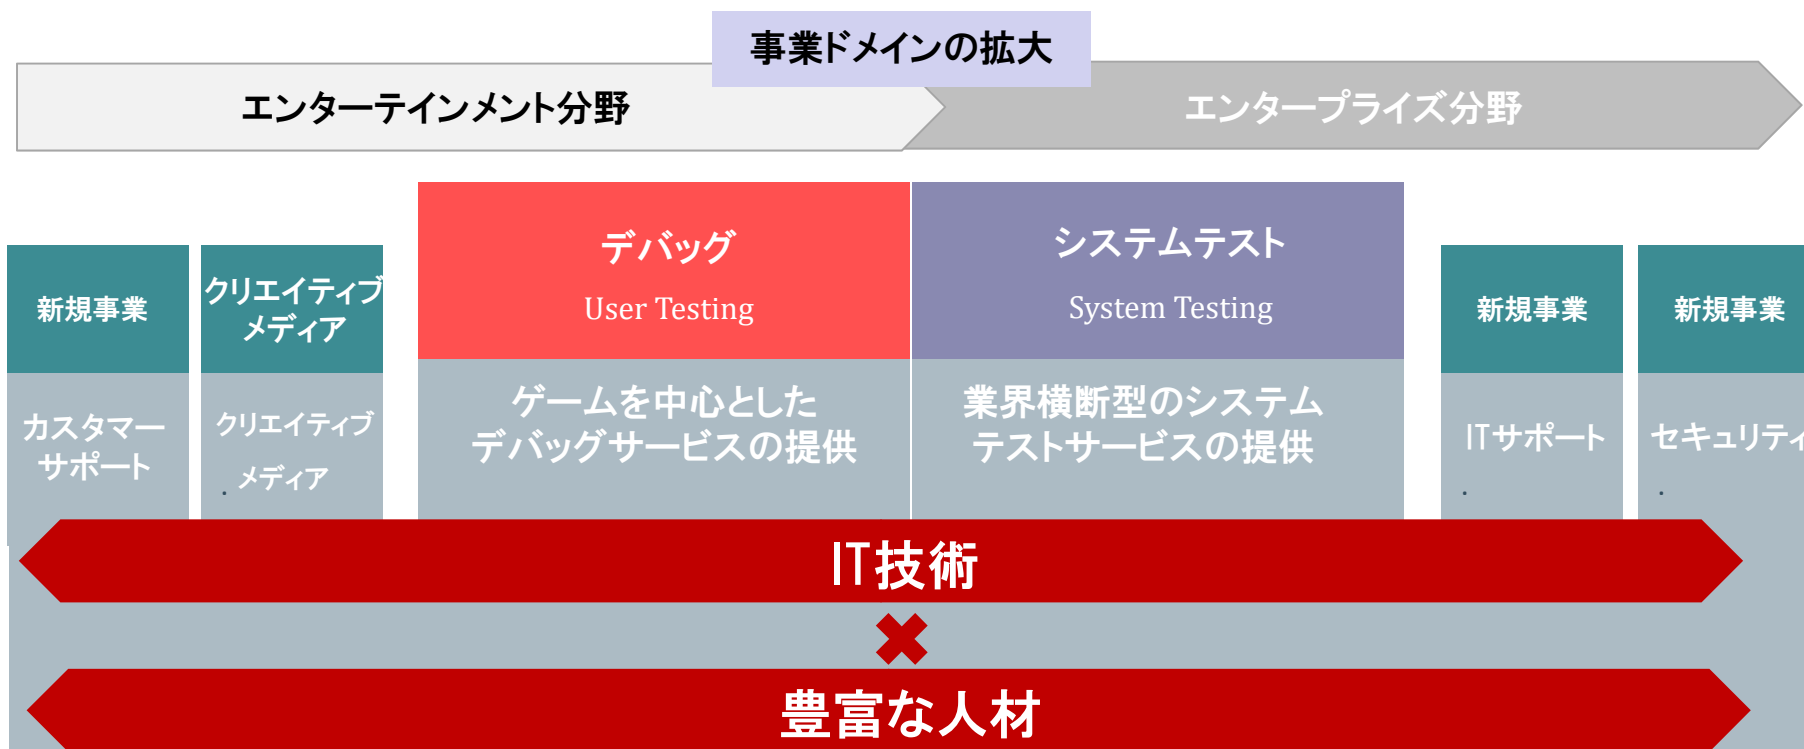 事業ドメインの拡大
エンターテインメント分野
エンタープライズ分野
新規事業
カスタマー
サポート
クリエイティブ
メディア
クリエイティブ
メディア
デバッグ
User Testing
ゲームを中心とした
デバッグサービスの提供
システムテスト
System Testing
業界横断型のシステム
テストサービスの提供
新規事業
ITサポート
新規事業
セキュリティ
IT技術
豊富な人材